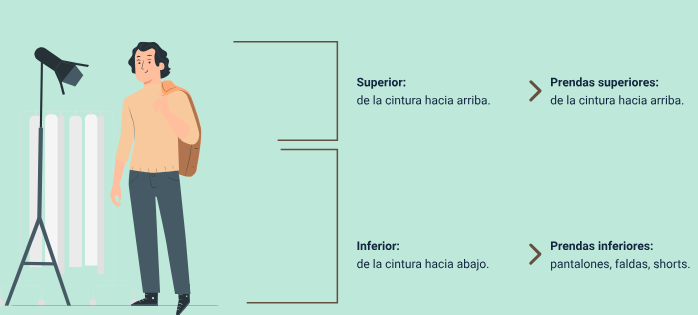 Superior:
de la cintura hacia arriba.
Prendas superiores:
de la cintura hacia arriba.
Inferior:
de la cintura hacia abajo.
Prendas inferiores:
pantalones, faldas, shorts.